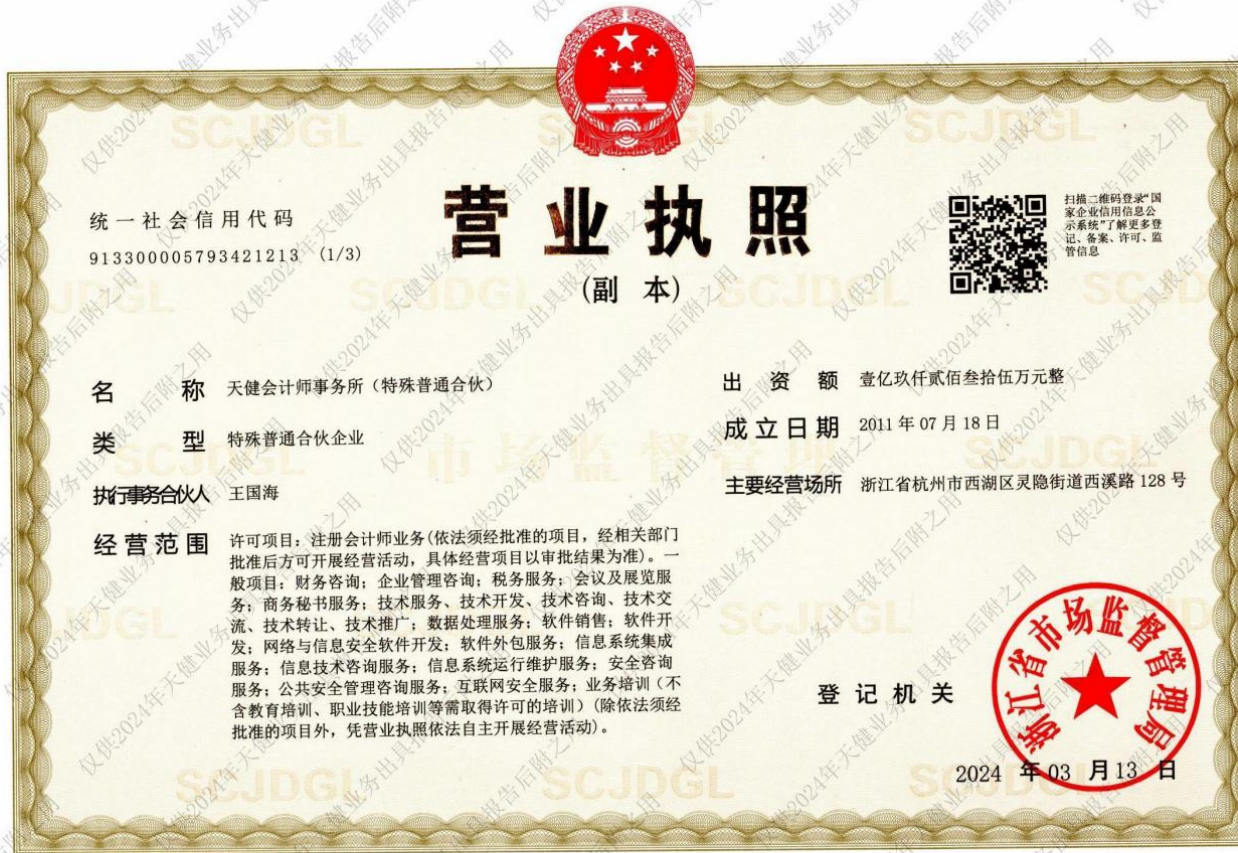 营业执照
(副 本)
统一社会信用代码
913300005793421213 (1/3)
扫描二维码登录“国
家企业信用信息公
示系统”了解更多登
记、备案、许可、监
管信息
名 称 天健会计师事务所（特殊普通合伙）
类 型 特殊普通合伙企业
执行事务合伙人 王国海
经营范围 许可项目：注册会计师业务(依法须经批准的项目，经相关部门
批准后方可开展经营活动，具体经营项目以审批结果为准)。一
般项目：财务咨询；企业管理咨询；税务服务；会议及展览服
务；商务秘书服务；技术服务、技术开发、技术咨询、技术交
流、技术转让、技术推广；数据处理服务；软件销售；软件开
发；网络与信息安全软件开发；软件外包服务；信息系统集成
服务；信息技术咨询服务；信息系统运行维护服务；安全咨询
服务；公共安全管理咨询服务；互联网安全服务；业务培训（不
含教育培训、职业技能培训等需取得许可的培训）(除依法须经
批准的项目外，凭营业执照依法自主开展经营活动)。
出 资 额 壹亿玖仟贰佰叁拾伍万元整
成立日期 2011 年 07 月 18 日
主要经营场所 浙江省杭州市西湖区灵隐街道西溪路 128 号
登记机关
浙江省市场监督管理局
2024 年 03 月 13 日
SCJDGL
市场监督管理
仅供2024年天健业务出具报告后附之用